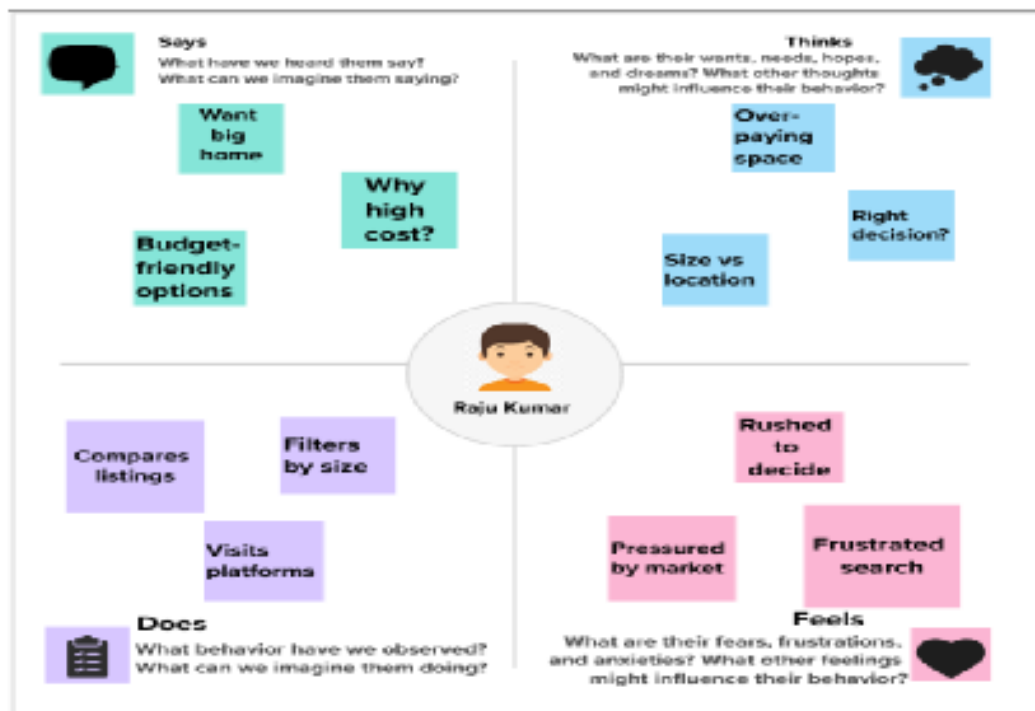 Says
What have we heard them say?
What can we imagine them saying?
Want
big
home
Why
high
cost?
Budget-
friendly
options
Thinks
What are their wants, needs, hopes,
and dreams? What other thoughts
might influence their behavior?
Over-
paying
space
Right
decision?
Size vs
location
Raju Kumar
Compares
listings
Filters
by size
Visits
platforms
Does
What behavior have we observed?
What can we imagine them doing?
Rushed
to
decide
Pressured
by market
Frustrated
search
Feels
What are their fears, frustrations,
and anxieties? What other feelings
might influence their behavior?